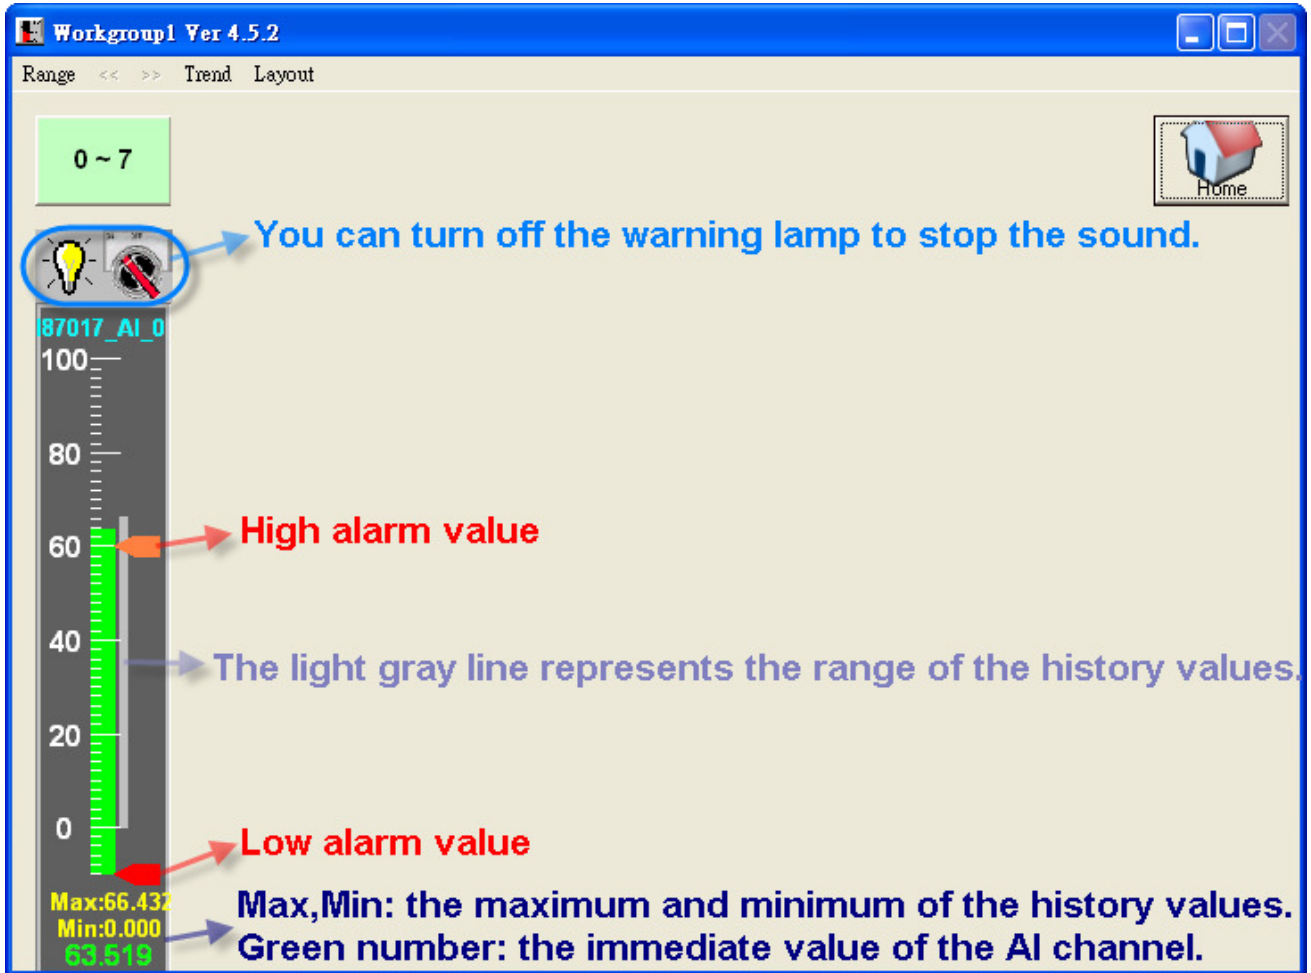 Workgroup1 Ver 4.5.2
Range << >> Trend Layout
0 ~ 7
Home
You can turn off the warning lamp to stop the sound.
I87017_AI_0
100
80
60
High alarm value
40
The light gray line represents the range of the history values.
20
0
Low alarm value
Max:66.432
Min:0.000
63.519
Max,Min: the maximum and minimum of the history values.
Green number: the immediate value of the AI channel.